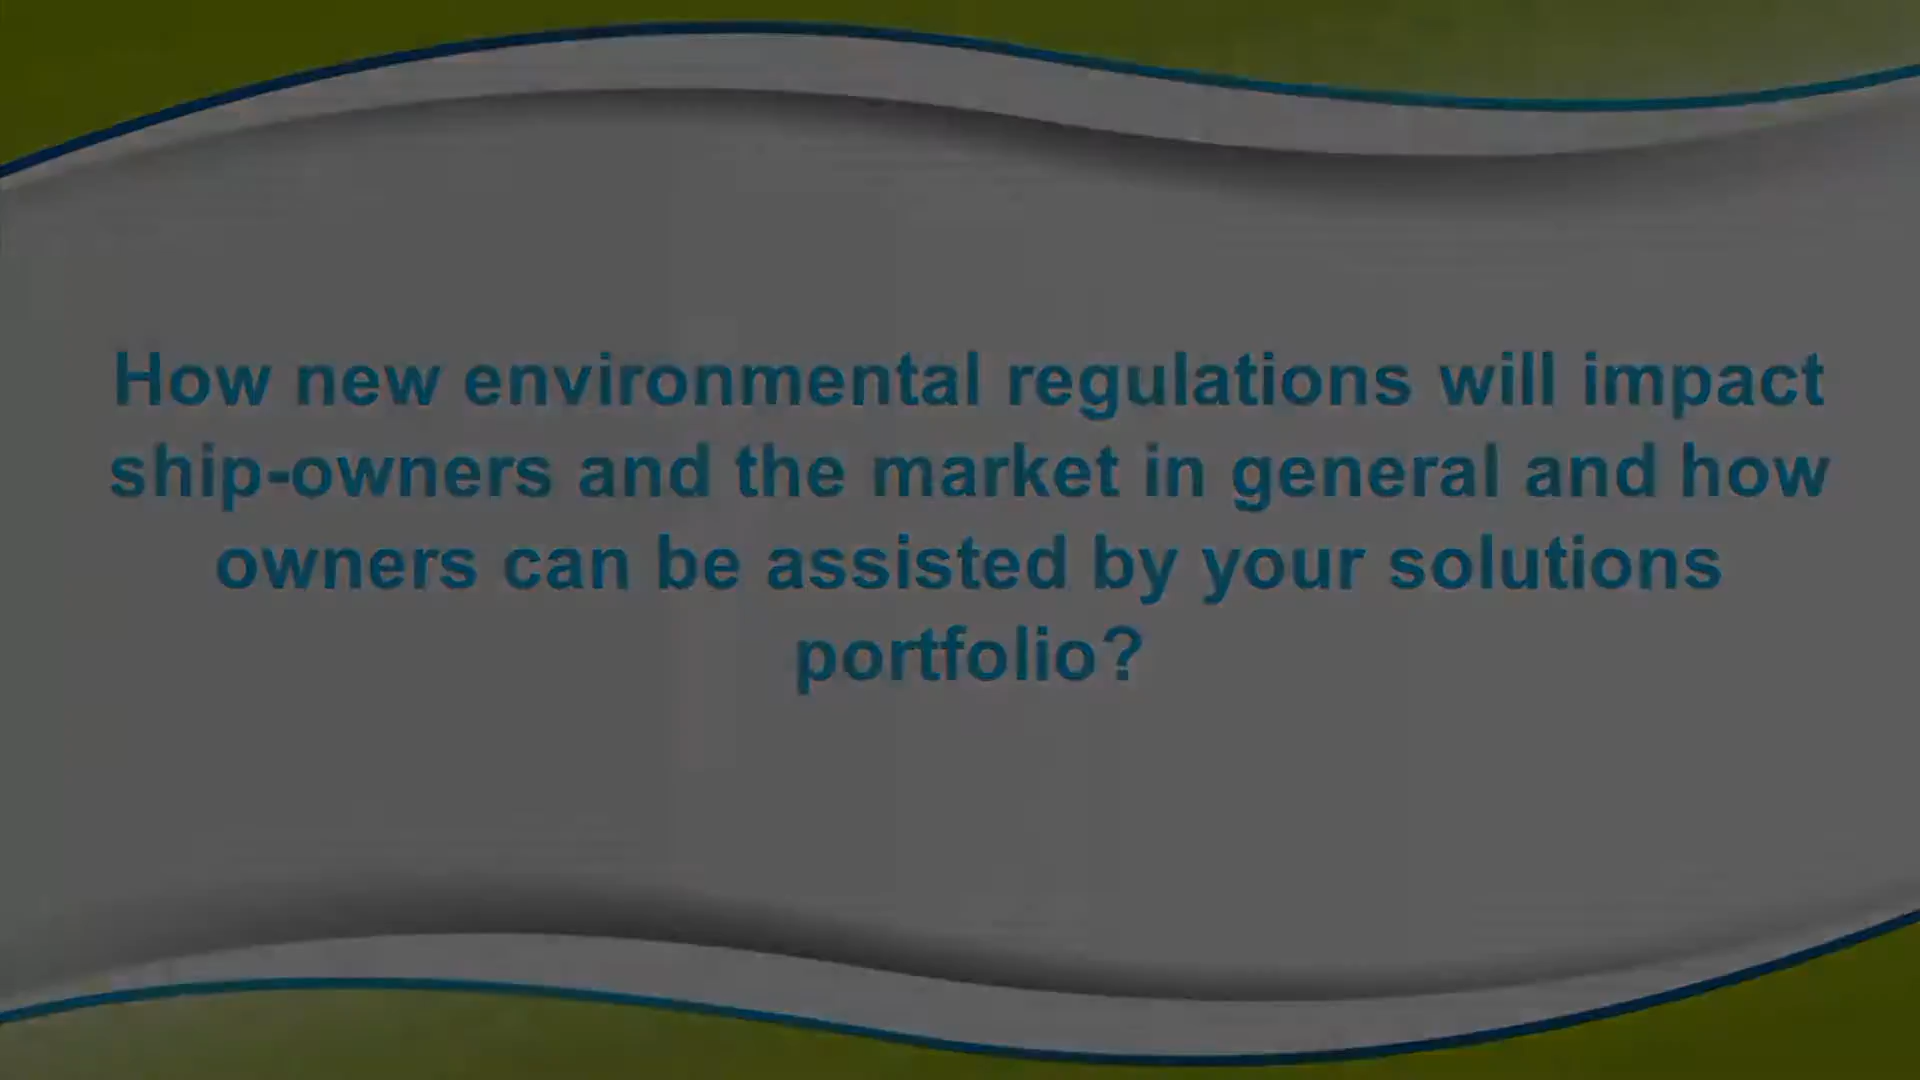 How new environmental regulations will impact
ship-owners and the market in general and how
owners can be assisted by your solutions
portfolio?